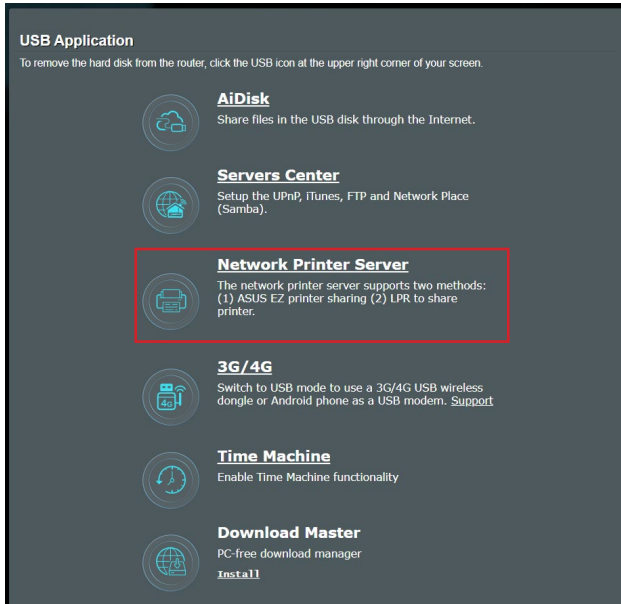 USB Application
To remove the hard disk from the router, click the USB icon at the upper right corner of your screen.
AiDisk
Share files in the USB disk through the Internet.
Servers Center
Setup the UPnP, iTunes, FTP and Network Place
(Samba).
Network Printer Server
The network printer server supports two methods:
(1) ASUS EZ printer sharing (2) LPR to share
printer.
3G/4G
4G
Switch to USB mode to use a 3G/4G USB wireless
dongle or Android phone as a USB modem. Support
Time Machine
Enable Time Machine functionality
Download Master
PC-free download manager
Install